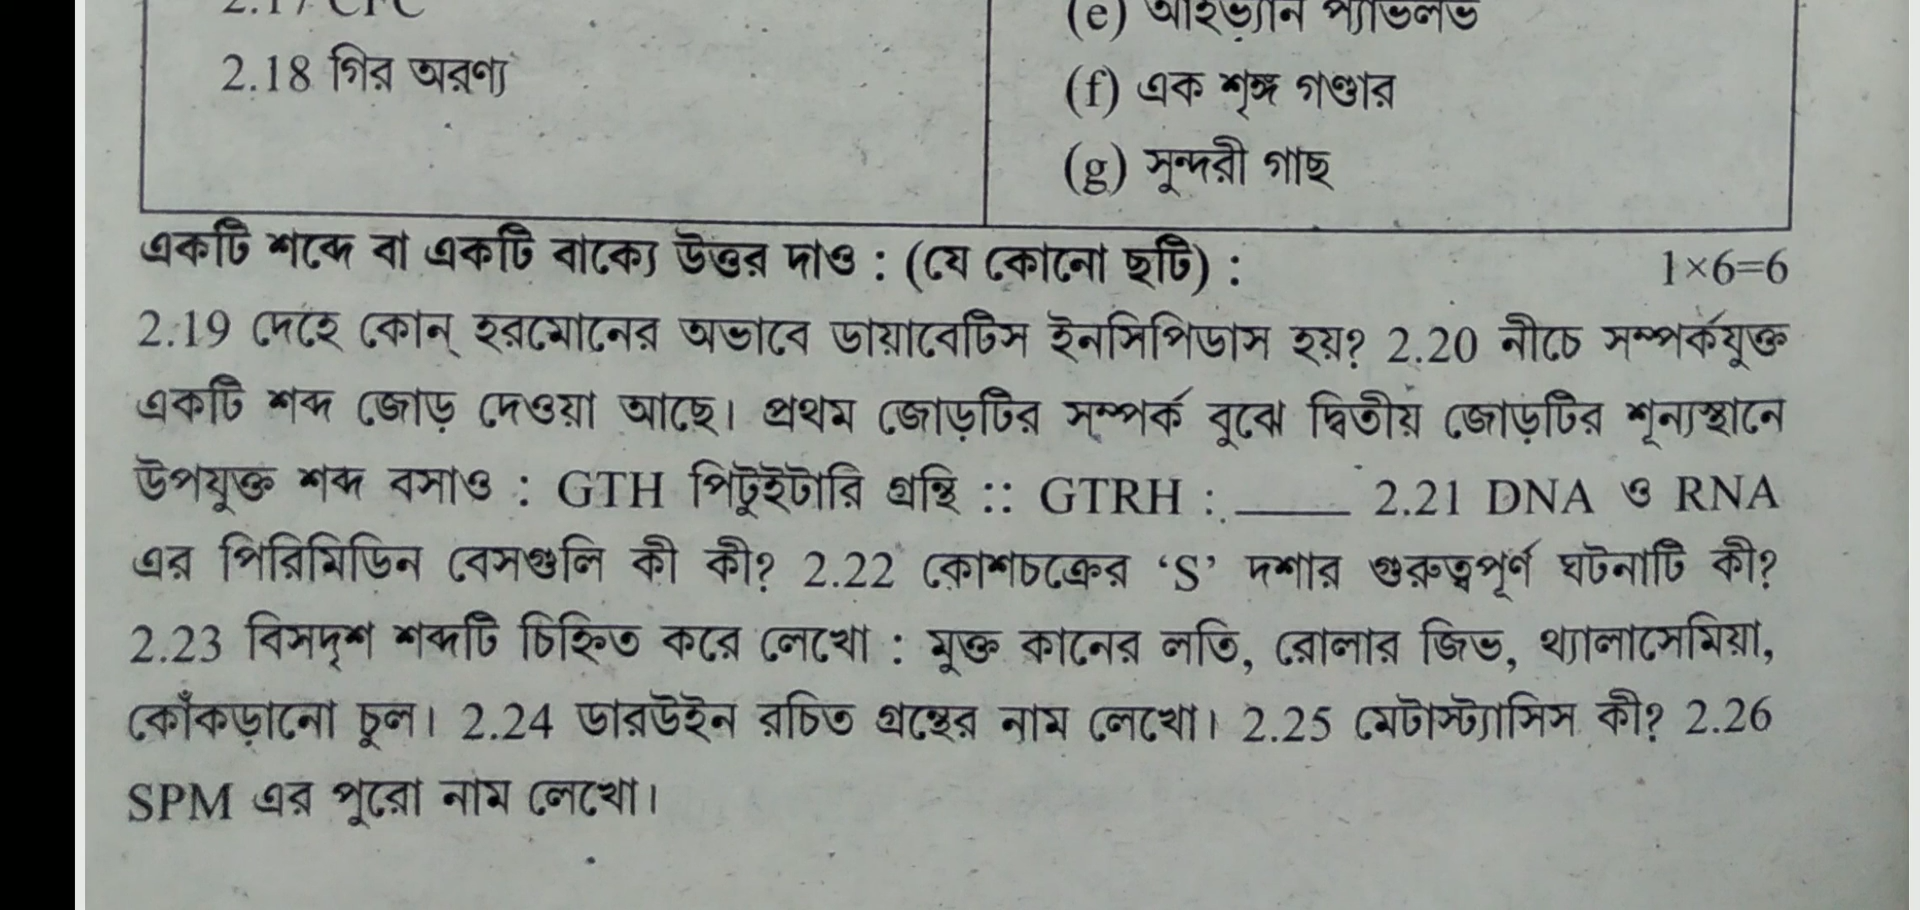 2.17 CFC
(e) আইভ্যান প্যাভলভ
2.18 গির অরণ্য
(f) এক শৃঙ্গ গণ্ডার
(g) সুন্দরী গাছ
একটি শব্দে বা একটি বাক্যে উত্তর দাও : (যে কোনো ছটি) : 1×6=6
2.19 দেহে কোন্ হরমোনের অভাবে ডায়াবেটিস ইনসিপিডাস হয়? 2.20 নীচে সম্পর্কযুক্ত
একটি শব্দ জোড় দেওয়া আছে। প্রথম জোড়টির সম্পর্ক বুঝে দ্বিতীয় জোড়টির শূন্যস্থানে
উপযুক্ত শব্দ বসাও : GTH পিটুইটারি গ্রন্থি :: GTRH : ____ 2.21 DNA ও RNA
এর পিরিমিডিন বেসগুলি কী কী? 2.22 কোশচক্রের ‘S’ দশার গুরুত্বপূর্ণ ঘটনাটি কী?
2.23 বিসদৃশ শব্দটি চিহ্নিত করে লেখো : মুক্ত কানের লতি, রোলার জিভ, থ্যালাসেমিয়া,
কোঁকড়ানো চুল। 2.24 ডারউইন রচিত গ্রন্থের নাম লেখো। 2.25 মেটাস্ট্যাসিস কী? 2.26
SPM এর পুরো নাম লেখো।